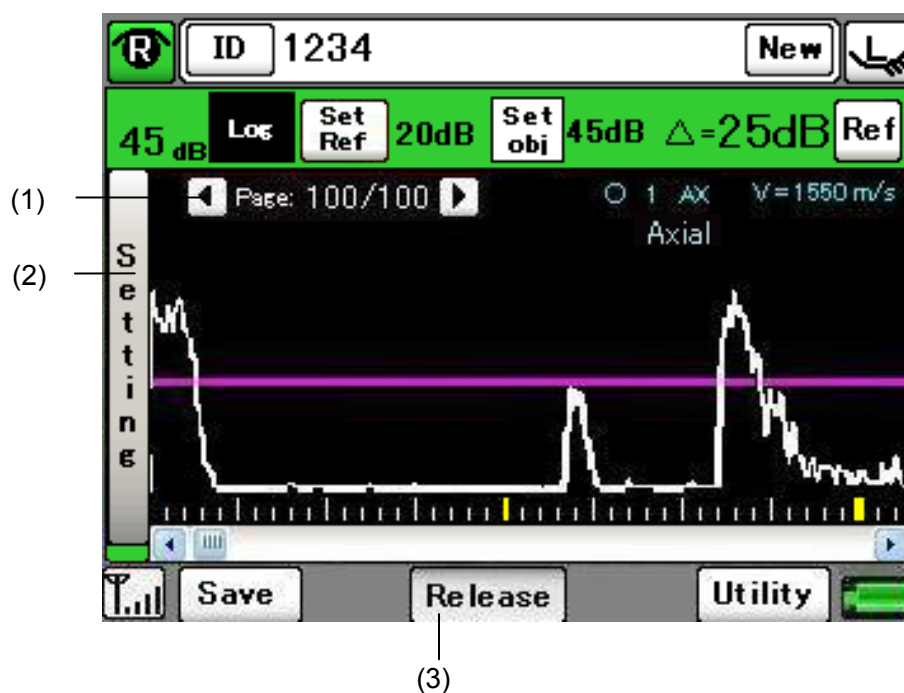 R ID 1234 New L
45 dB Log Set Ref 20dB Set obj 45dB △=25dB Ref
(1) Page: 100/100 O 1 AX V=1550 m/s
Axial
(2) Setting
Save Release Utility
(3)